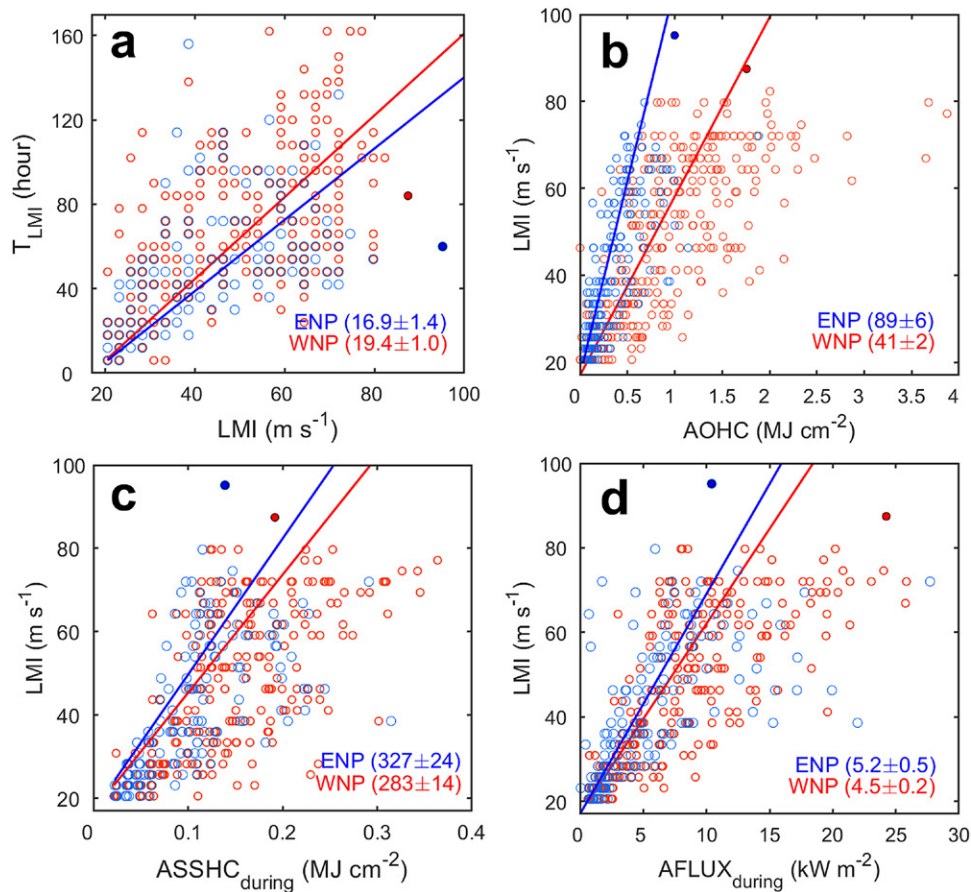 a
160
120
80
40
0
T_LMI (hour)
20 40 60 80 100
LMI (m s⁻¹)
ENP (16.9±1.4)
WNP (19.4±1.0)
b
100
80
60
40
20
LMI (m s⁻¹)
0 0.5 1 1.5 2 2.5 3 3.5 4
AOHC (MJ cm⁻²)
ENP (89±6)
WNP (41±2)
c
100
80
60
40
20
LMI (m s⁻¹)
0 0.1 0.2 0.3 0.4
ASSHC_during (MJ cm⁻²)
ENP (327±24)
WNP (283±14)
d
100
80
60
40
20
LMI (m s⁻¹)
0 5 10 15 20 25 30
AFLUX_during (kW m⁻²)
ENP (5.2±0.5)
WNP (4.5±0.2)